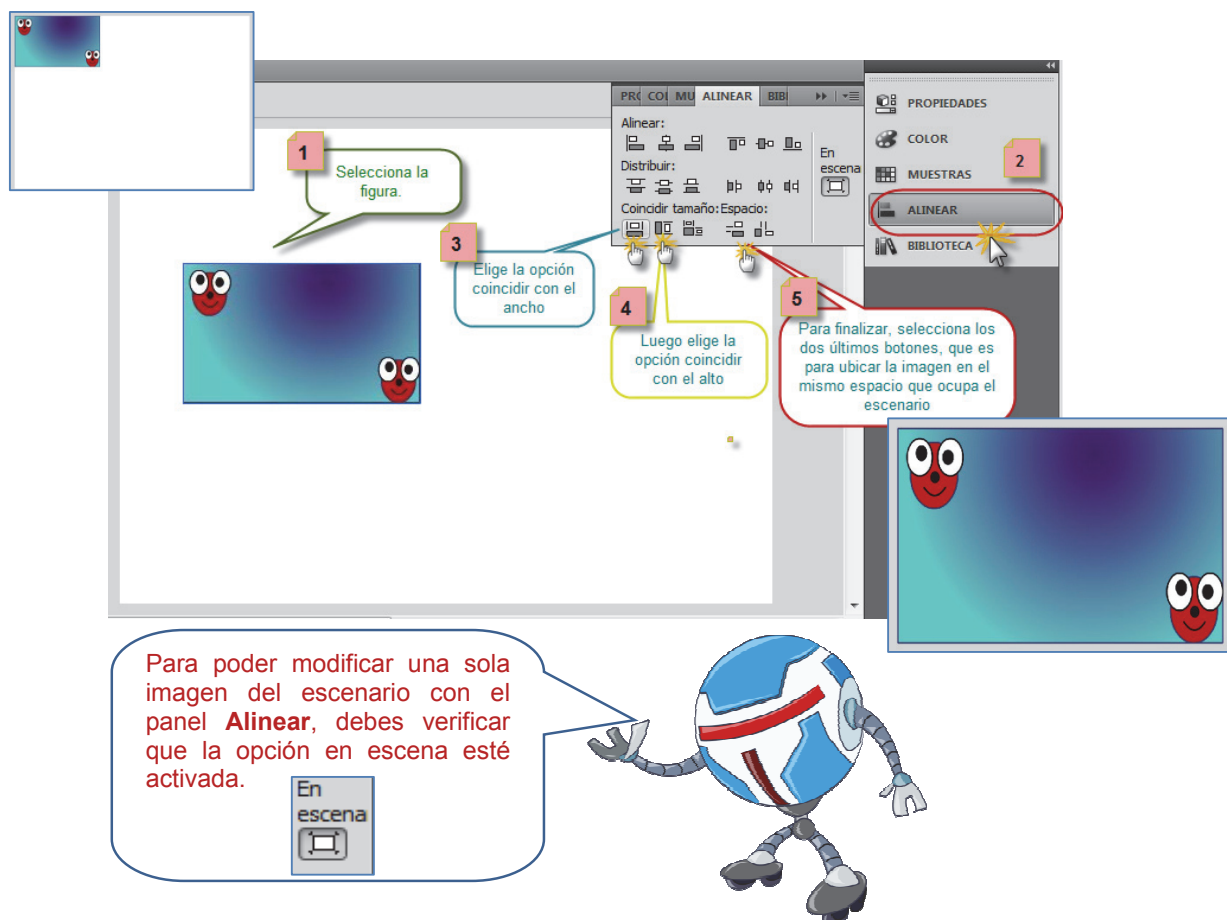 PR( COI MU ALINEAR BIB
Alinear:
Distribuir:
Coincidir tamaño: Espacio:
En
escena
PROPIEDADES
COLOR
MUESTRAS
ALINEAR
BIBLIOTECA
1
Selecciona la
figura.
2
3
Elige la opción
coincidir con el
ancho
4
Luego elige la
opción coincidir
con el alto
5
Para finalizar, selecciona los
dos últimos botones, que es
para ubicar la imagen en el
mismo espacio que ocupa el
escenario
Para poder modificar una sola
imagen del escenario con el
panel Alinear, debes verificar
que la opción en escena esté
activada.
En
escena